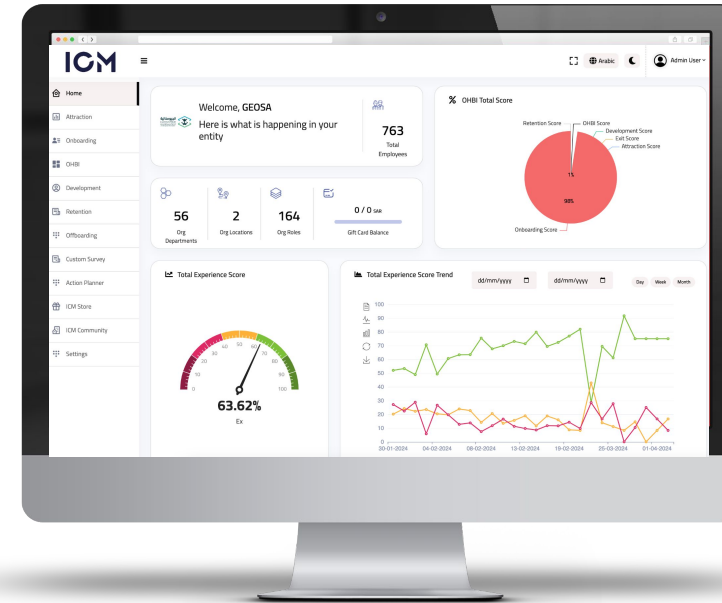 ICM
Arabic
Admin User
Home
Attraction
Onboarding
OHBI
Development
Retention
Offboarding
Custom Survey
Action Planner
ICM Store
ICM Community
Settings
Welcome, GEOSA
Here is what is happening in your
entity
763
Total
Employees
56
Org
Departments
2
Org Locations
164
Org Roles
0 / 0 SAR
Gift Card Balance
% OHBI Total Score
Retention Score
OHBI Score
Development Score
Exit Score
Attraction Score
1%
98%
Onboarding Score
Total Experience Score
0
10
20
30
40
50
60
70
80
90
100
63.62%
Ex
Total Experience Score Trend
dd/mm/yyyy
dd/mm/yyyy
Day
Week
Month
100
90
80
70
60
50
40
30
20
10
0
30-01-2024
04-02-2024
08-02-2024
13-02-2024
19-02-2024
25-03-2024
01-04-2024